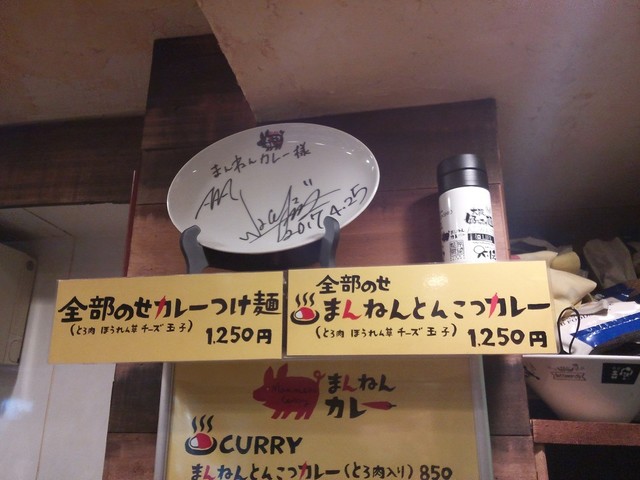 まんねんカレー様
2017.4.25
全部のせカレーつけ麺
(とろ肉 ほうれん草 チーズ 玉子)
1.250円
全部のせ
まんねんとんこつカレー
(とろ肉 ほうれん草 チーズ 玉子)
1.250円
まんねん
カレー
CURRY
まんねんとんこつカレー(とろ肉入り) 850